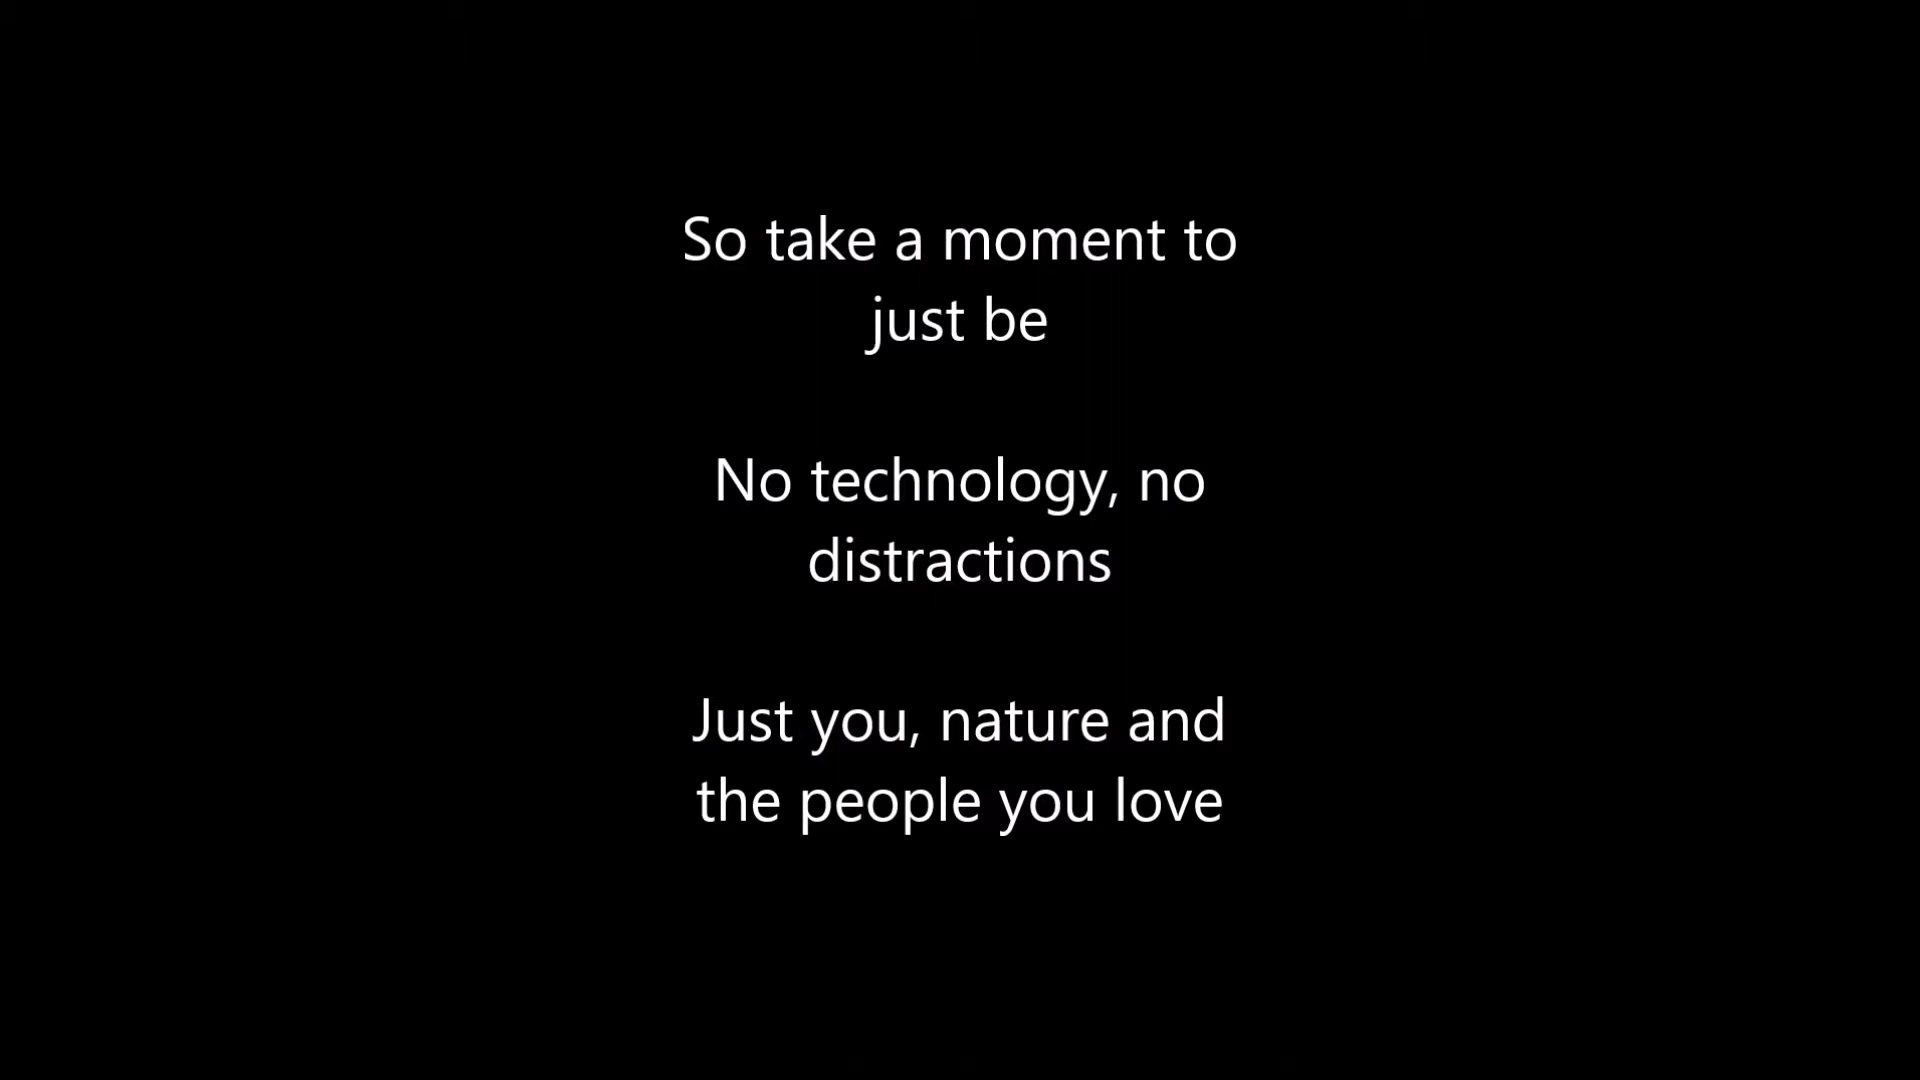 So take a moment to
just be
No technology, no
distractions
Just you, nature and
the people you love